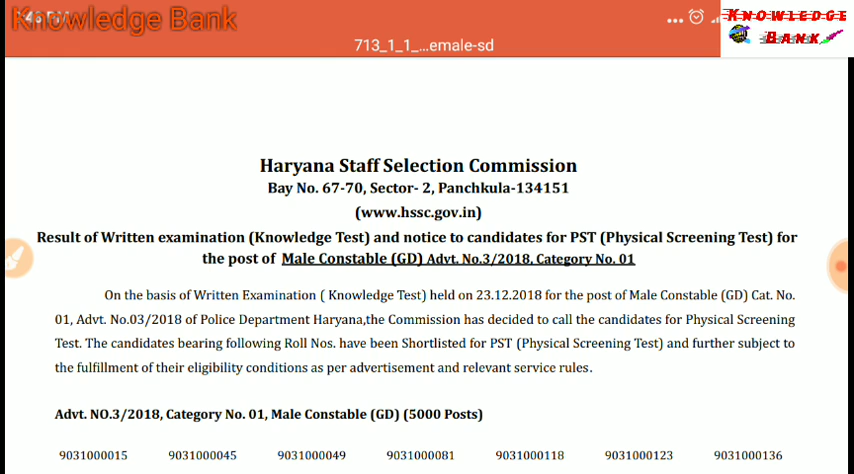 Knowledge Bank
713_1_1_...emale-sd
KNOWLEDGE
BANK
Haryana Staff Selection Commission
Bay No. 67-70, Sector- 2, Panchkula-134151
(www.hssc.gov.in)
Result of Written examination (Knowledge Test) and notice to candidates for PST (Physical Screening Test) for
the post of Male Constable (GD) Advt. No.3/2018, Category No. 01
On the basis of Written Examination ( Knowledge Test) held on 23.12.2018 for the post of Male Constable (GD) Cat. No.
01, Advt. No.03/2018 of Police Department Haryana,the Commission has decided to call the candidates for Physical Screening
Test. The candidates bearing following Roll Nos. have been Shortlisted for PST (Physical Screening Test) and further subject to
the fulfillment of their eligibility conditions as per advertisement and relevant service rules.
Advt. NO.3/2018, Category No. 01, Male Constable (GD) (5000 Posts)
9031000015 9031000045 9031000049 9031000081 9031000118 9031000123 9031000136